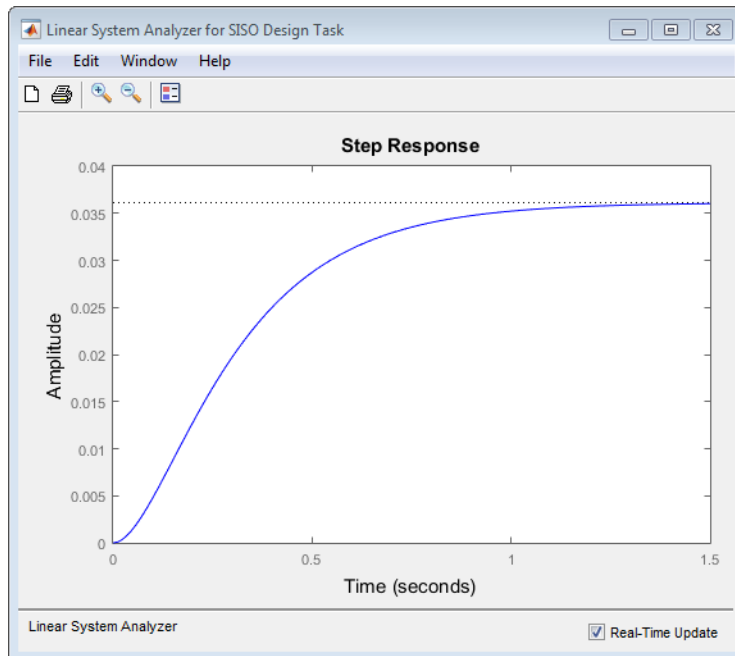 Linear System Analyzer for SISO Design Task
File Edit Window Help
Step Response
0.04
0.035
0.03
0.025
0.02
0.015
0.01
0.005
0
Amplitude
0 0.5 1 1.5
Time (seconds)
Linear System Analyzer
Real-Time Update